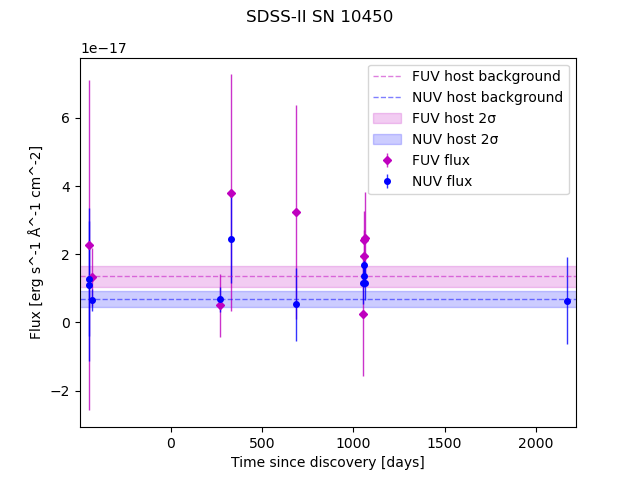 SDSS-II SN 10450
1e−17
FUV host background
NUV host background
FUV host 2σ
NUV host 2σ
FUV flux
NUV flux
6
4
2
0
−2
Flux [erg s^-1 Å^-1 cm^-2]
0 500 1000 1500 2000
Time since discovery [days]